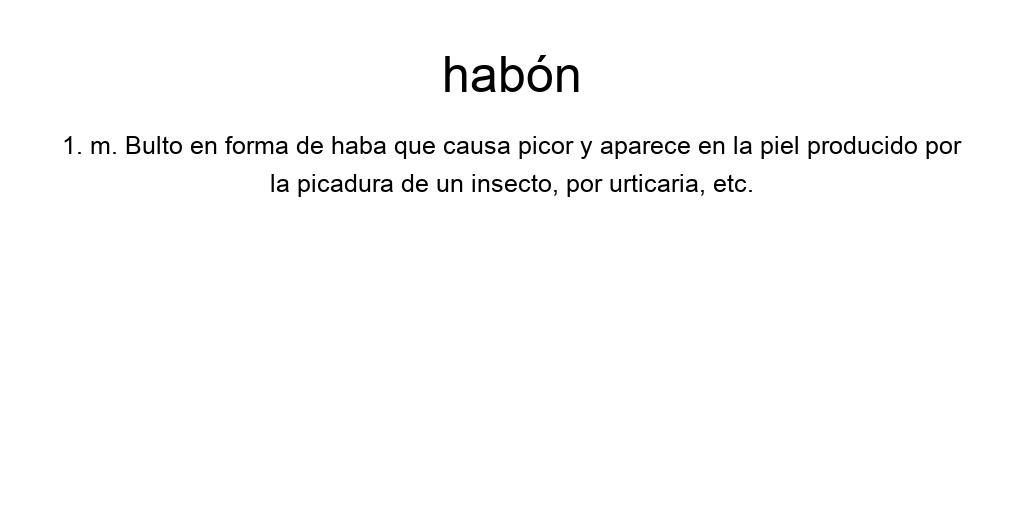 habón
1. m. Bulto en forma de haba que causa picor y aparece en la piel producido por
la picadura de un insecto, por urticaria, etc.